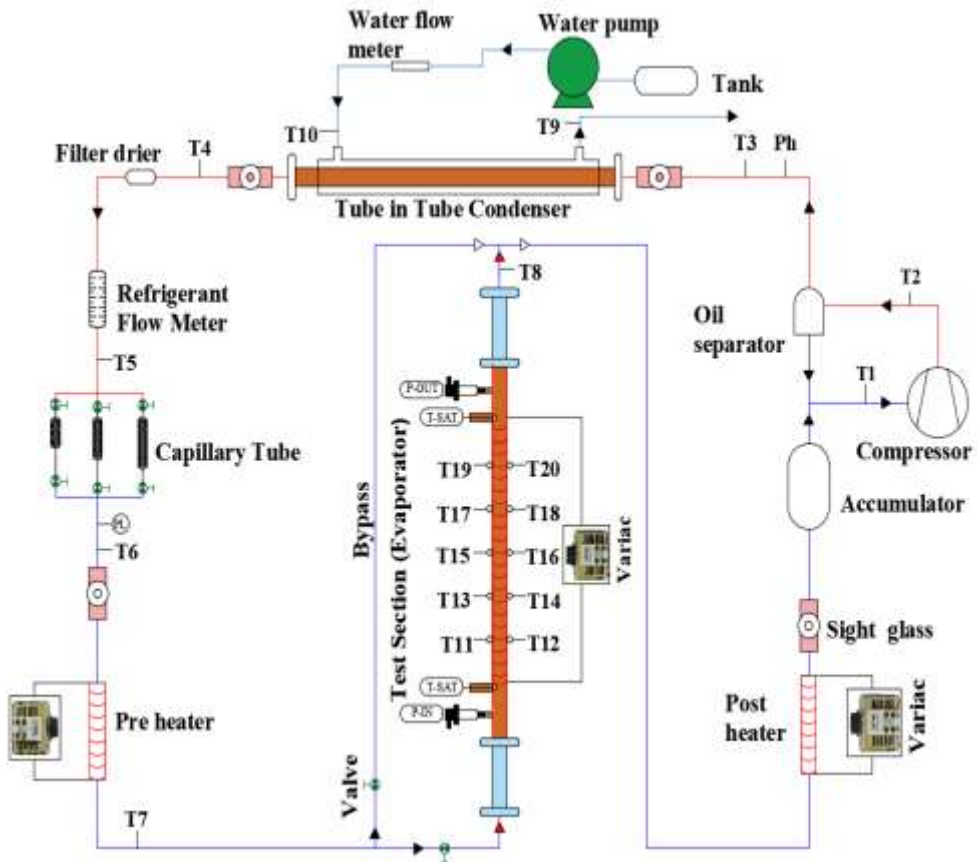 Water flow
meter
Water pump
Tank
T10
T9
Filter drier
T4
T3
Ph
Tube in Tube Condenser
T8
T2
Refrigerant
Flow Meter
Oil
separator
T5
T1
P-OUT
T-SAT
Capillary Tube
Compressor
T19
T20
Accumulator
Bypass
Test Section (Evaporator)
T17
T18
Variac
PL
T6
T15
T16
T13
T14
T11
T12
Sight glass
T-SAT
P-IN
Pre heater
Post
heater
Variac
Valve
T7